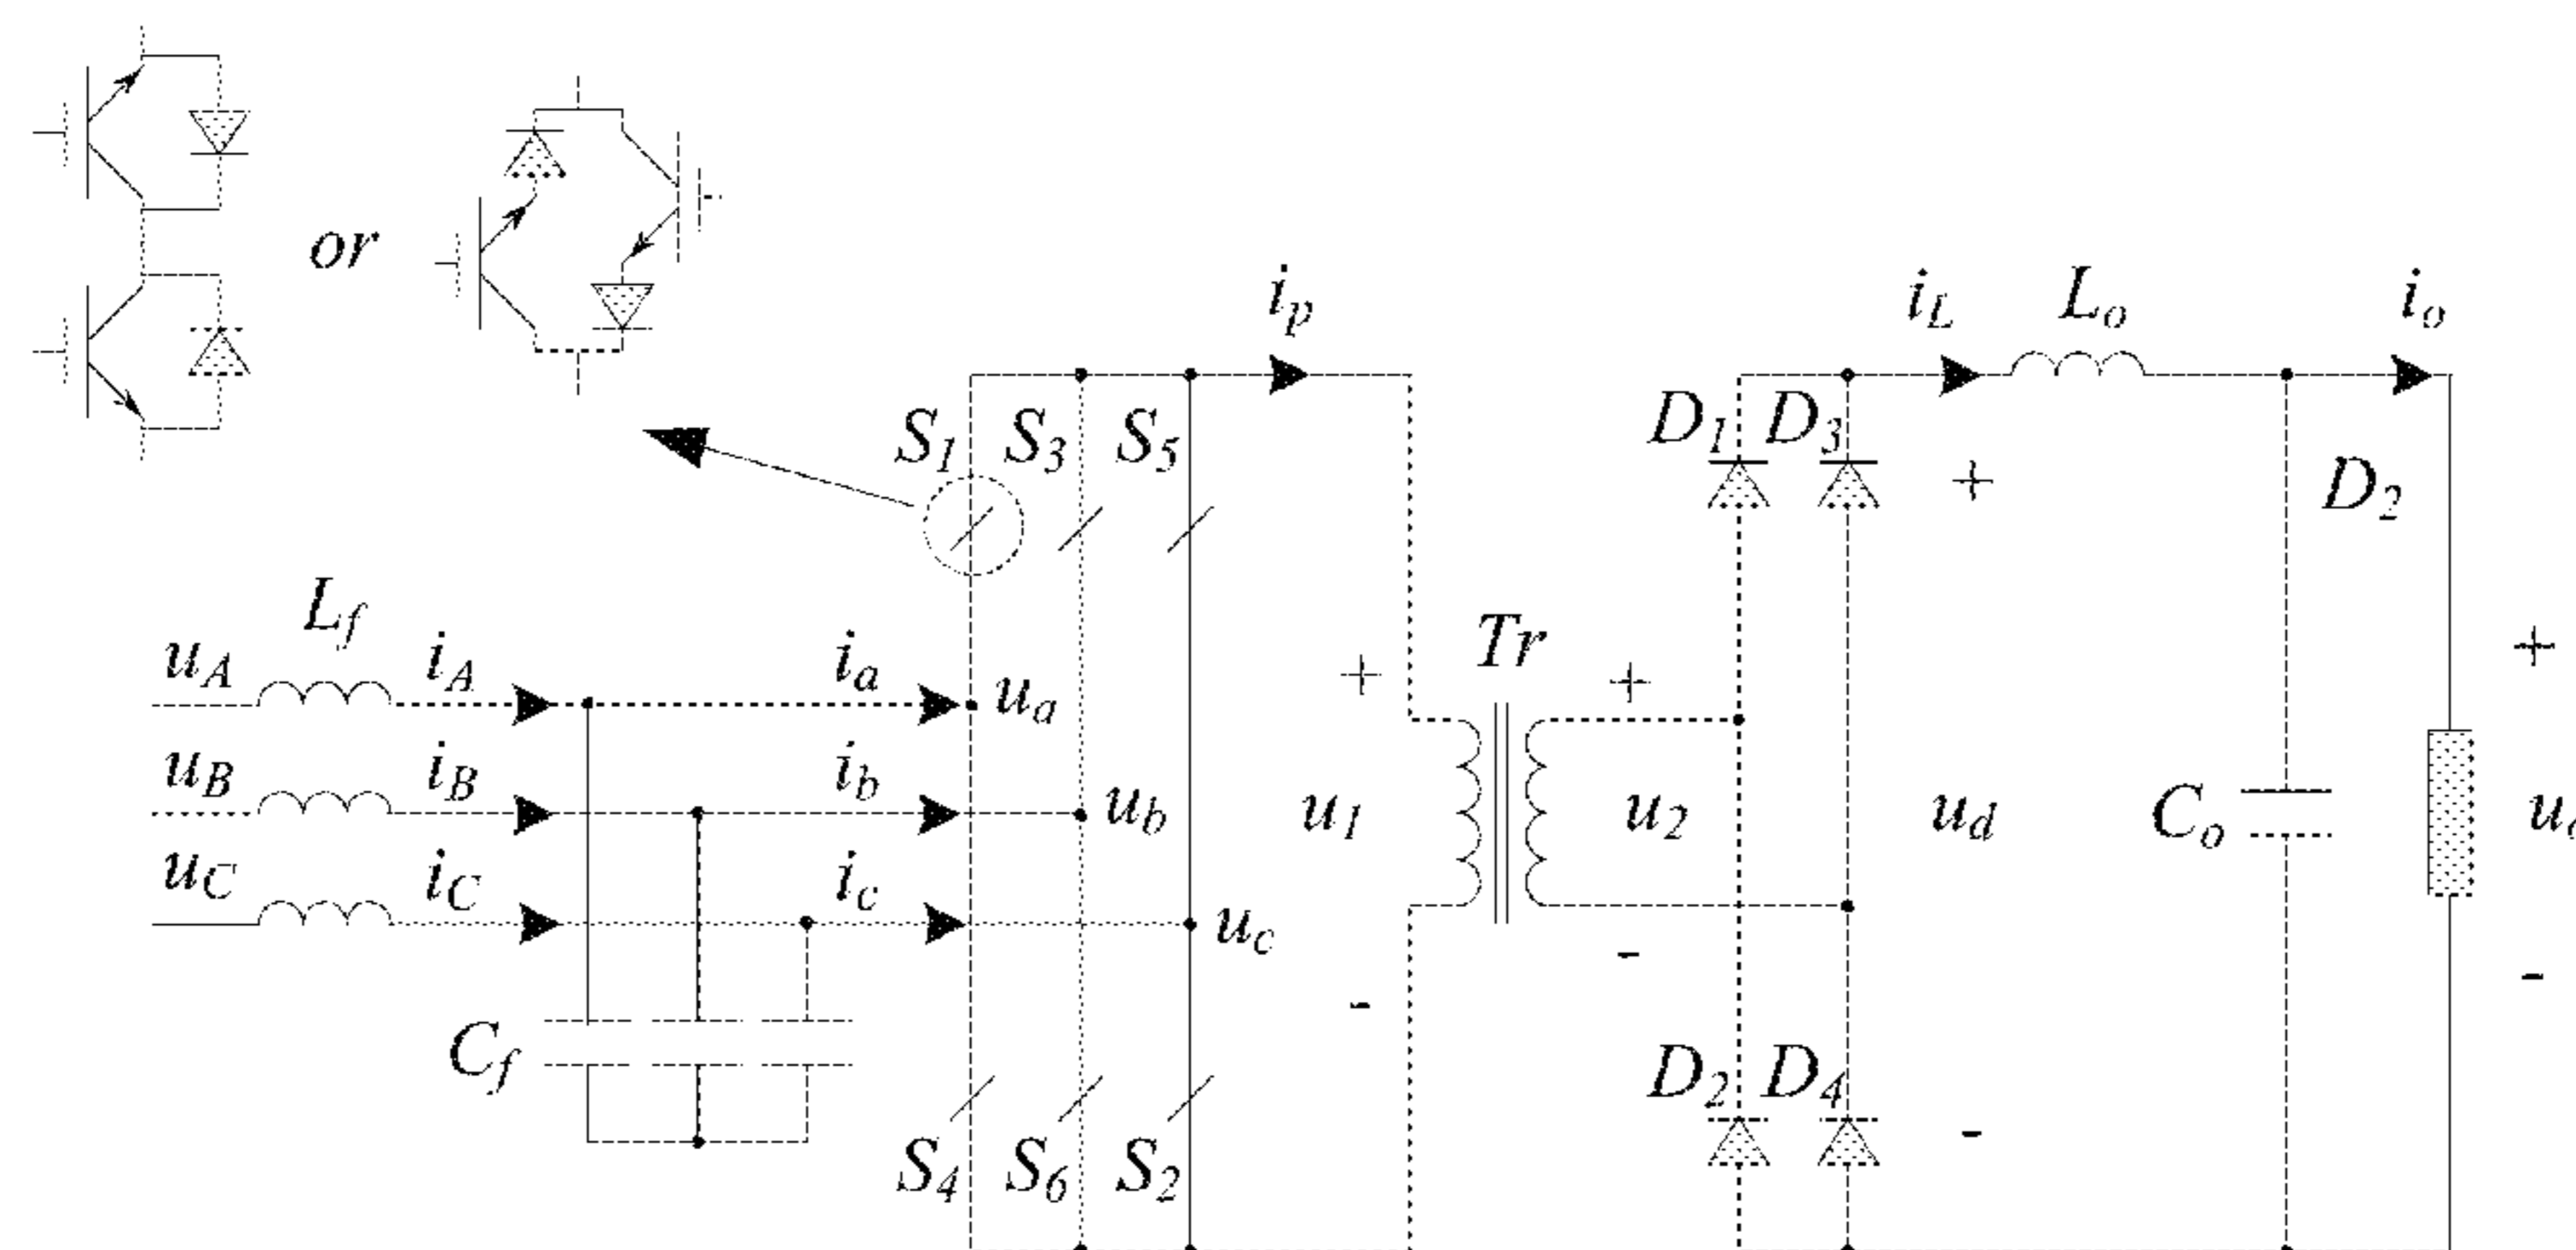 or
i_p
i_L
L_o
i_o
S_1
S_3
S_5
D_1
D_3
+
D_2
L_f
u_A
i_A
i_a
u_a
+
Tr
+
+
u_B
i_B
i_b
u_b
u_1
u_2
u_d
C_o
u_C
i_C
i_c
u_c
-
-
-
C_f
D_2
D_4
-
S_4
S_6
S_2